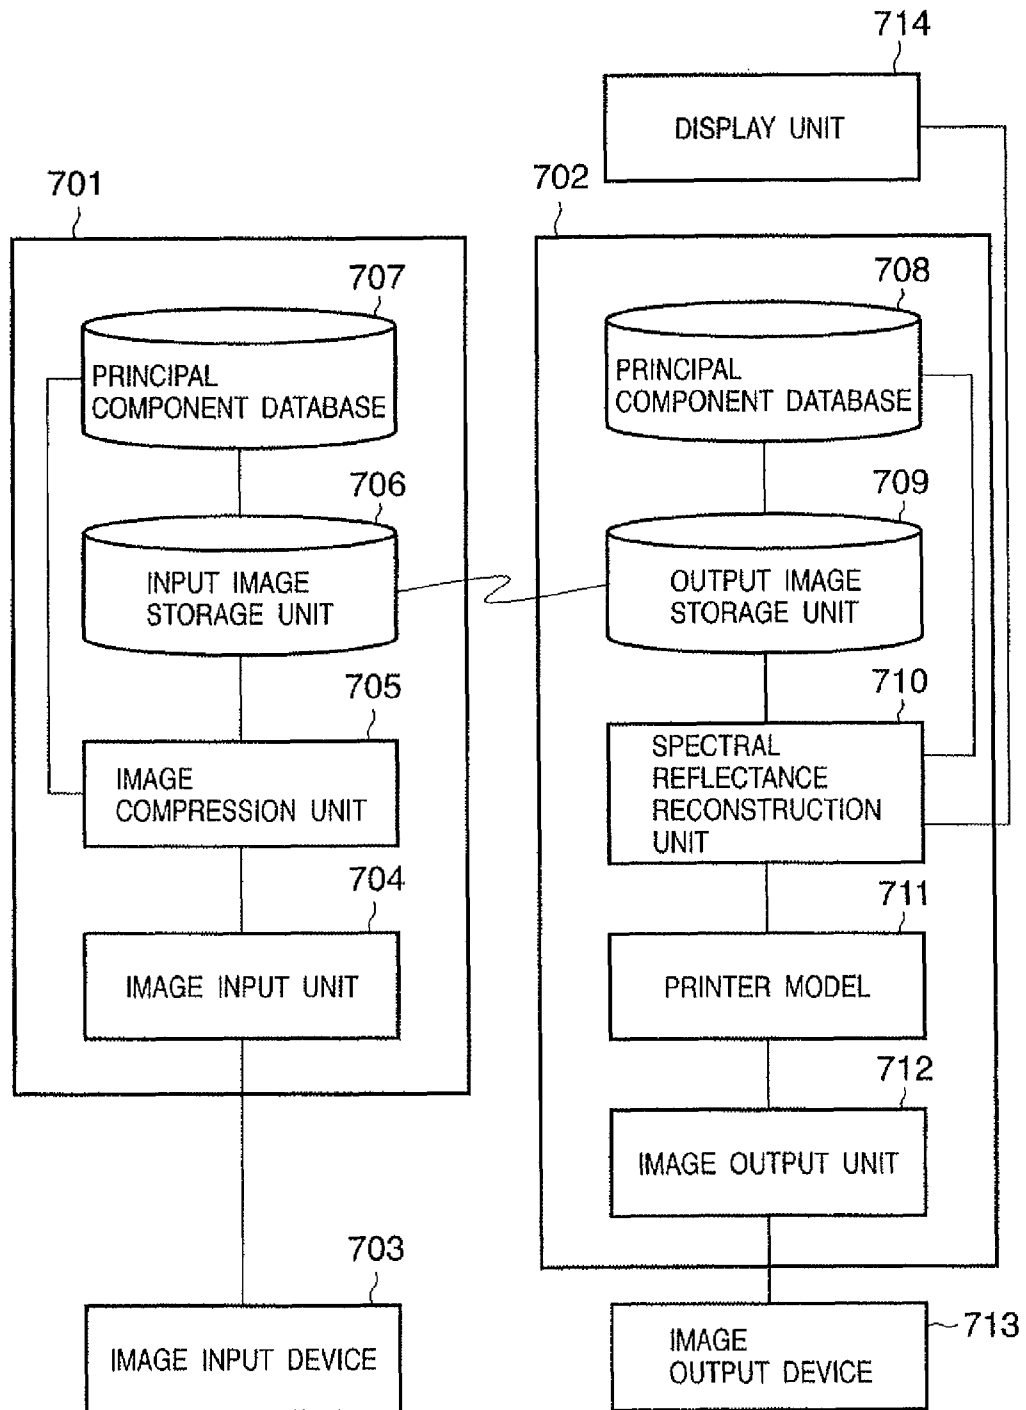 714
DISPLAY UNIT
701
702
707
PRINCIPAL
COMPONENT DATABASE
708
PRINCIPAL
COMPONENT DATABASE
706
INPUT IMAGE
STORAGE UNIT
709
OUTPUT IMAGE
STORAGE UNIT
705
IMAGE
COMPRESSION UNIT
710
SPECTRAL
REFLECTANCE
RECONSTRUCTION
UNIT
704
IMAGE INPUT UNIT
711
PRINTER MODEL
712
IMAGE OUTPUT UNIT
703
IMAGE INPUT DEVICE
713
IMAGE
OUTPUT DEVICE